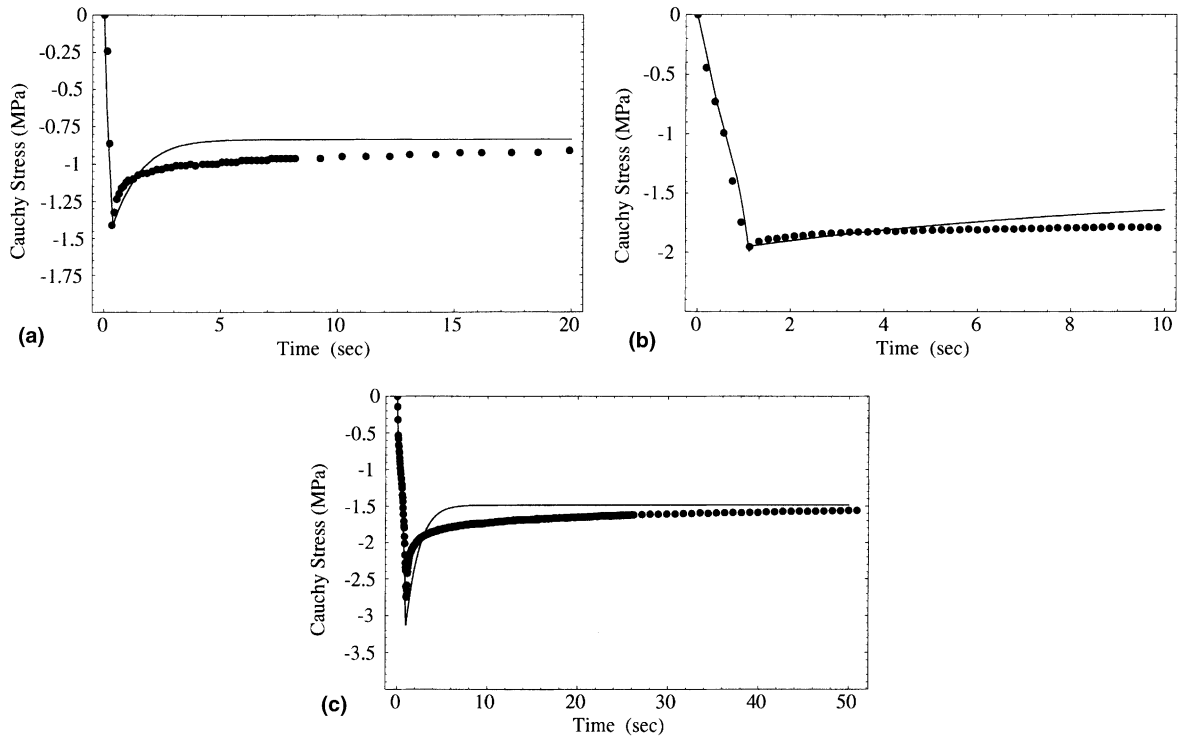 0
-0.25
-0.5
-0.75
-1
-1.25
-1.5
-1.75
Cauchy Stress (MPa)
0 5 10 15 20
Time (sec)
(a)
0
-0.5
-1
-1.5
-2
Cauchy Stress (MPa)
0 2 4 6 8 10
Time (sec)
(b)
0
-0.5
-1
-1.5
-2
-2.5
-3
-3.5
Cauchy Stress (MPa)
0 10 20 30 40 50
Time (sec)
(c)